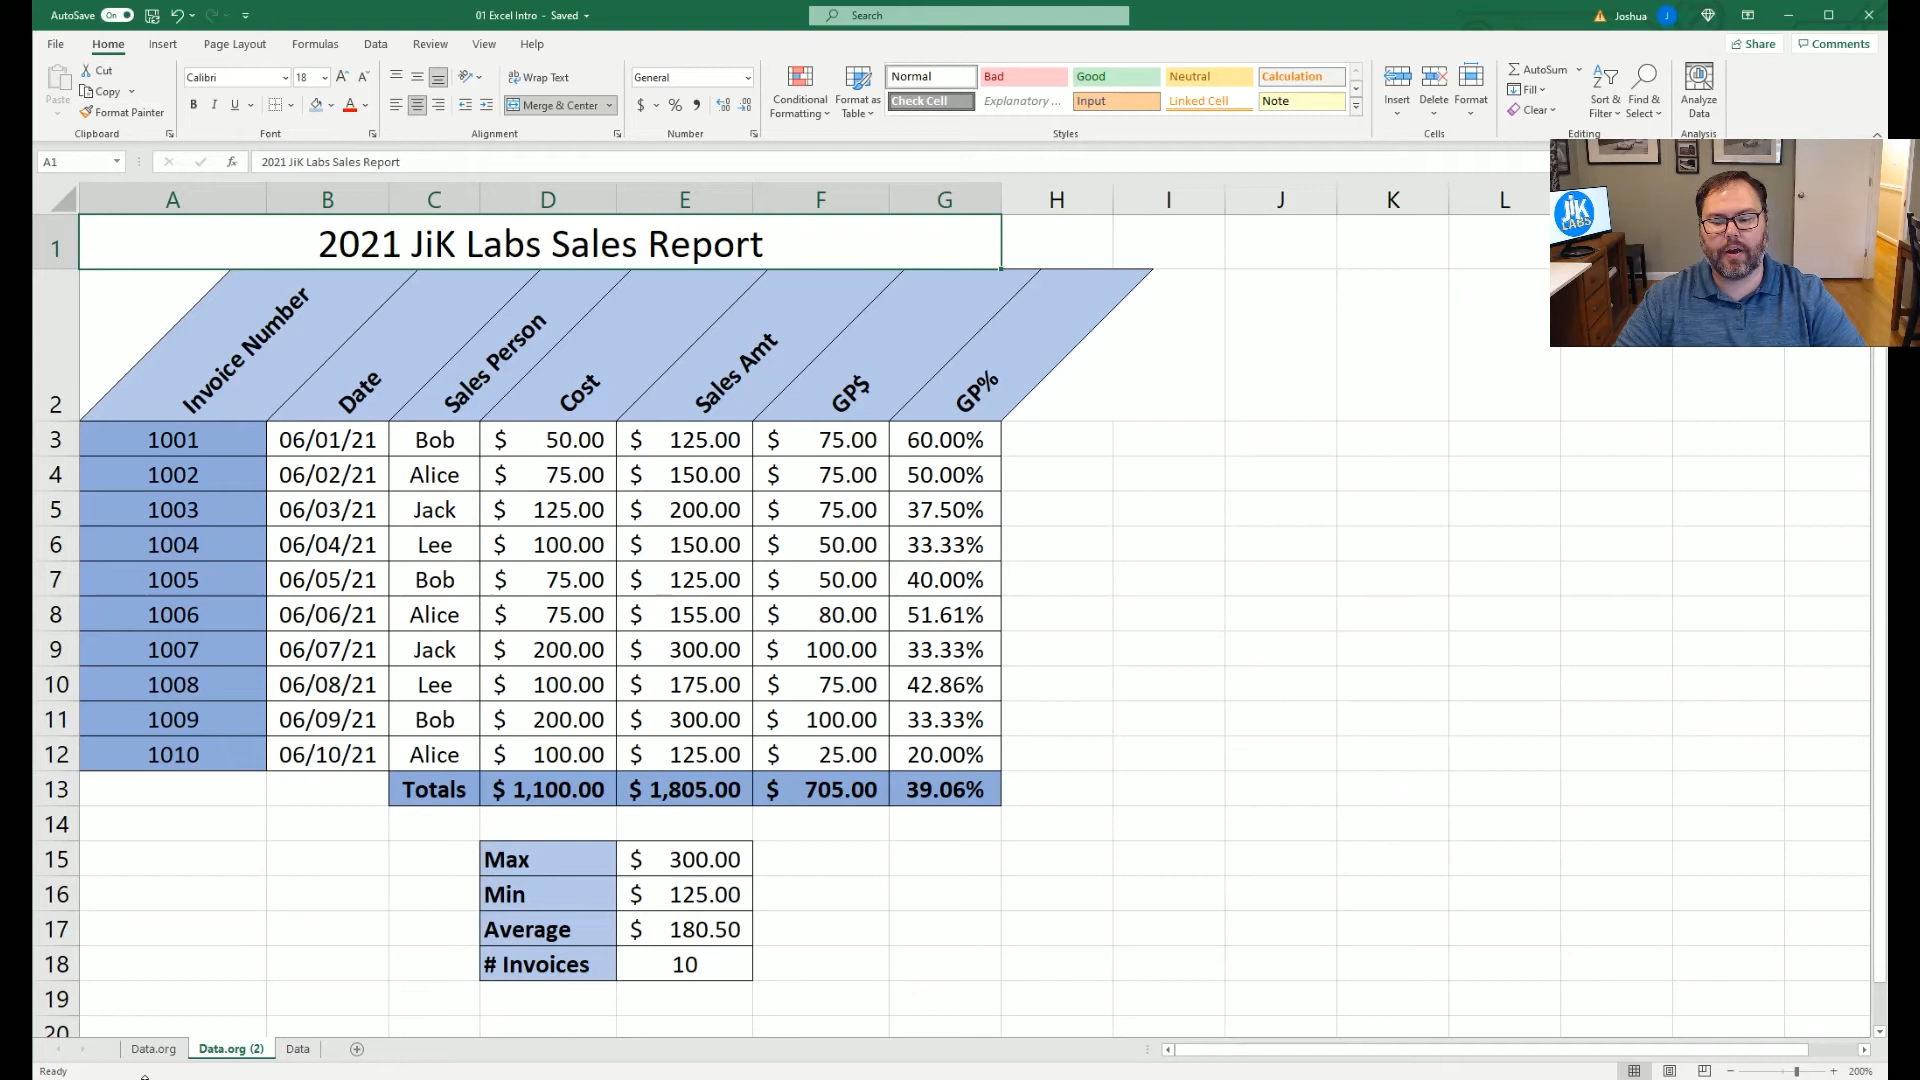 AutoSave On 01 Excel Intro - Saved Search Joshua J
File Home Insert Page Layout Formulas Data Review View Help Share Comments
Paste Cut Copy Format Painter Clipboard
Calibri 18 A^ A B I U A Font
ab Wrap Text Merge & Center Alignment
General $ % , Number
Conditional Formatting Format as Table
Normal Bad Good Neutral Calculation
Check Cell Explanatory ... Input Linked Cell Note
Styles
Insert Delete Format Cells
AutoSum Fill Clear Sort & Filter Find & Select Editing
Analyze Data Analysis
A1 fx 2021 JiK Labs Sales Report
JiK
LABS
A B C D E F G H I J K L
1 2021 JiK Labs Sales Report
2 Invoice Number Date Sales Person Cost Sales Amt GP$ GP%
3 1001 06/01/21 Bob $ 50.00 $ 125.00 $ 75.00 60.00%
4 1002 06/02/21 Alice $ 75.00 $ 150.00 $ 75.00 50.00%
5 1003 06/03/21 Jack $ 125.00 $ 200.00 $ 75.00 37.50%
6 1004 06/04/21 Lee $ 100.00 $ 150.00 $ 50.00 33.33%
7 1005 06/05/21 Bob $ 75.00 $ 125.00 $ 50.00 40.00%
8 1006 06/06/21 Alice $ 75.00 $ 155.00 $ 80.00 51.61%
9 1007 06/07/21 Jack $ 200.00 $ 300.00 $ 100.00 33.33%
10 1008 06/08/21 Lee $ 100.00 $ 175.00 $ 75.00 42.86%
11 1009 06/09/21 Bob $ 200.00 $ 300.00 $ 100.00 33.33%
12 1010 06/10/21 Alice $ 100.00 $ 125.00 $ 25.00 20.00%
13 Totals $ 1,100.00 $ 1,805.00 $ 705.00 39.06%
14
15 Max $ 300.00
16 Min $ 125.00
17 Average $ 180.50
18 # Invoices 10
19
20
Data.org Data.org (2) Data
Ready 200%